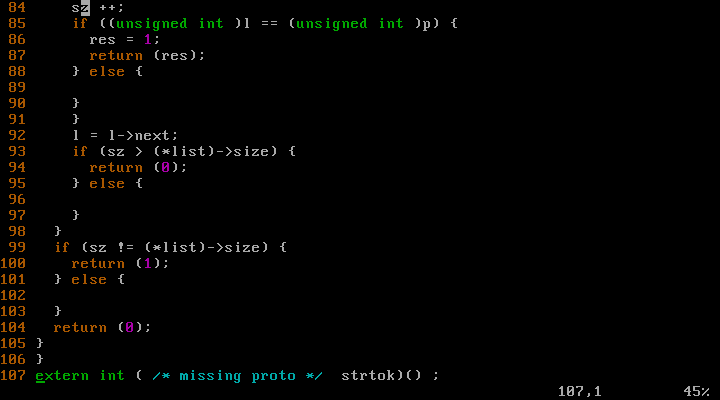 84      sz ++;
85      if ((unsigned int )l == (unsigned int )p) {
86        res = 1;
87        return (res);
88      } else {
89
90      }
91      }
92      l = l->next;
93      if (sz > (*list)->size) {
94        return (0);
95      } else {
96
97      }
98    }
99    if (sz != (*list)->size) {
100      return (1);
101    } else {
102
103    }
104    return (0);
105  }
106  }
107  extern int ( /* missing proto */  strtok)() ;
107,1          45%